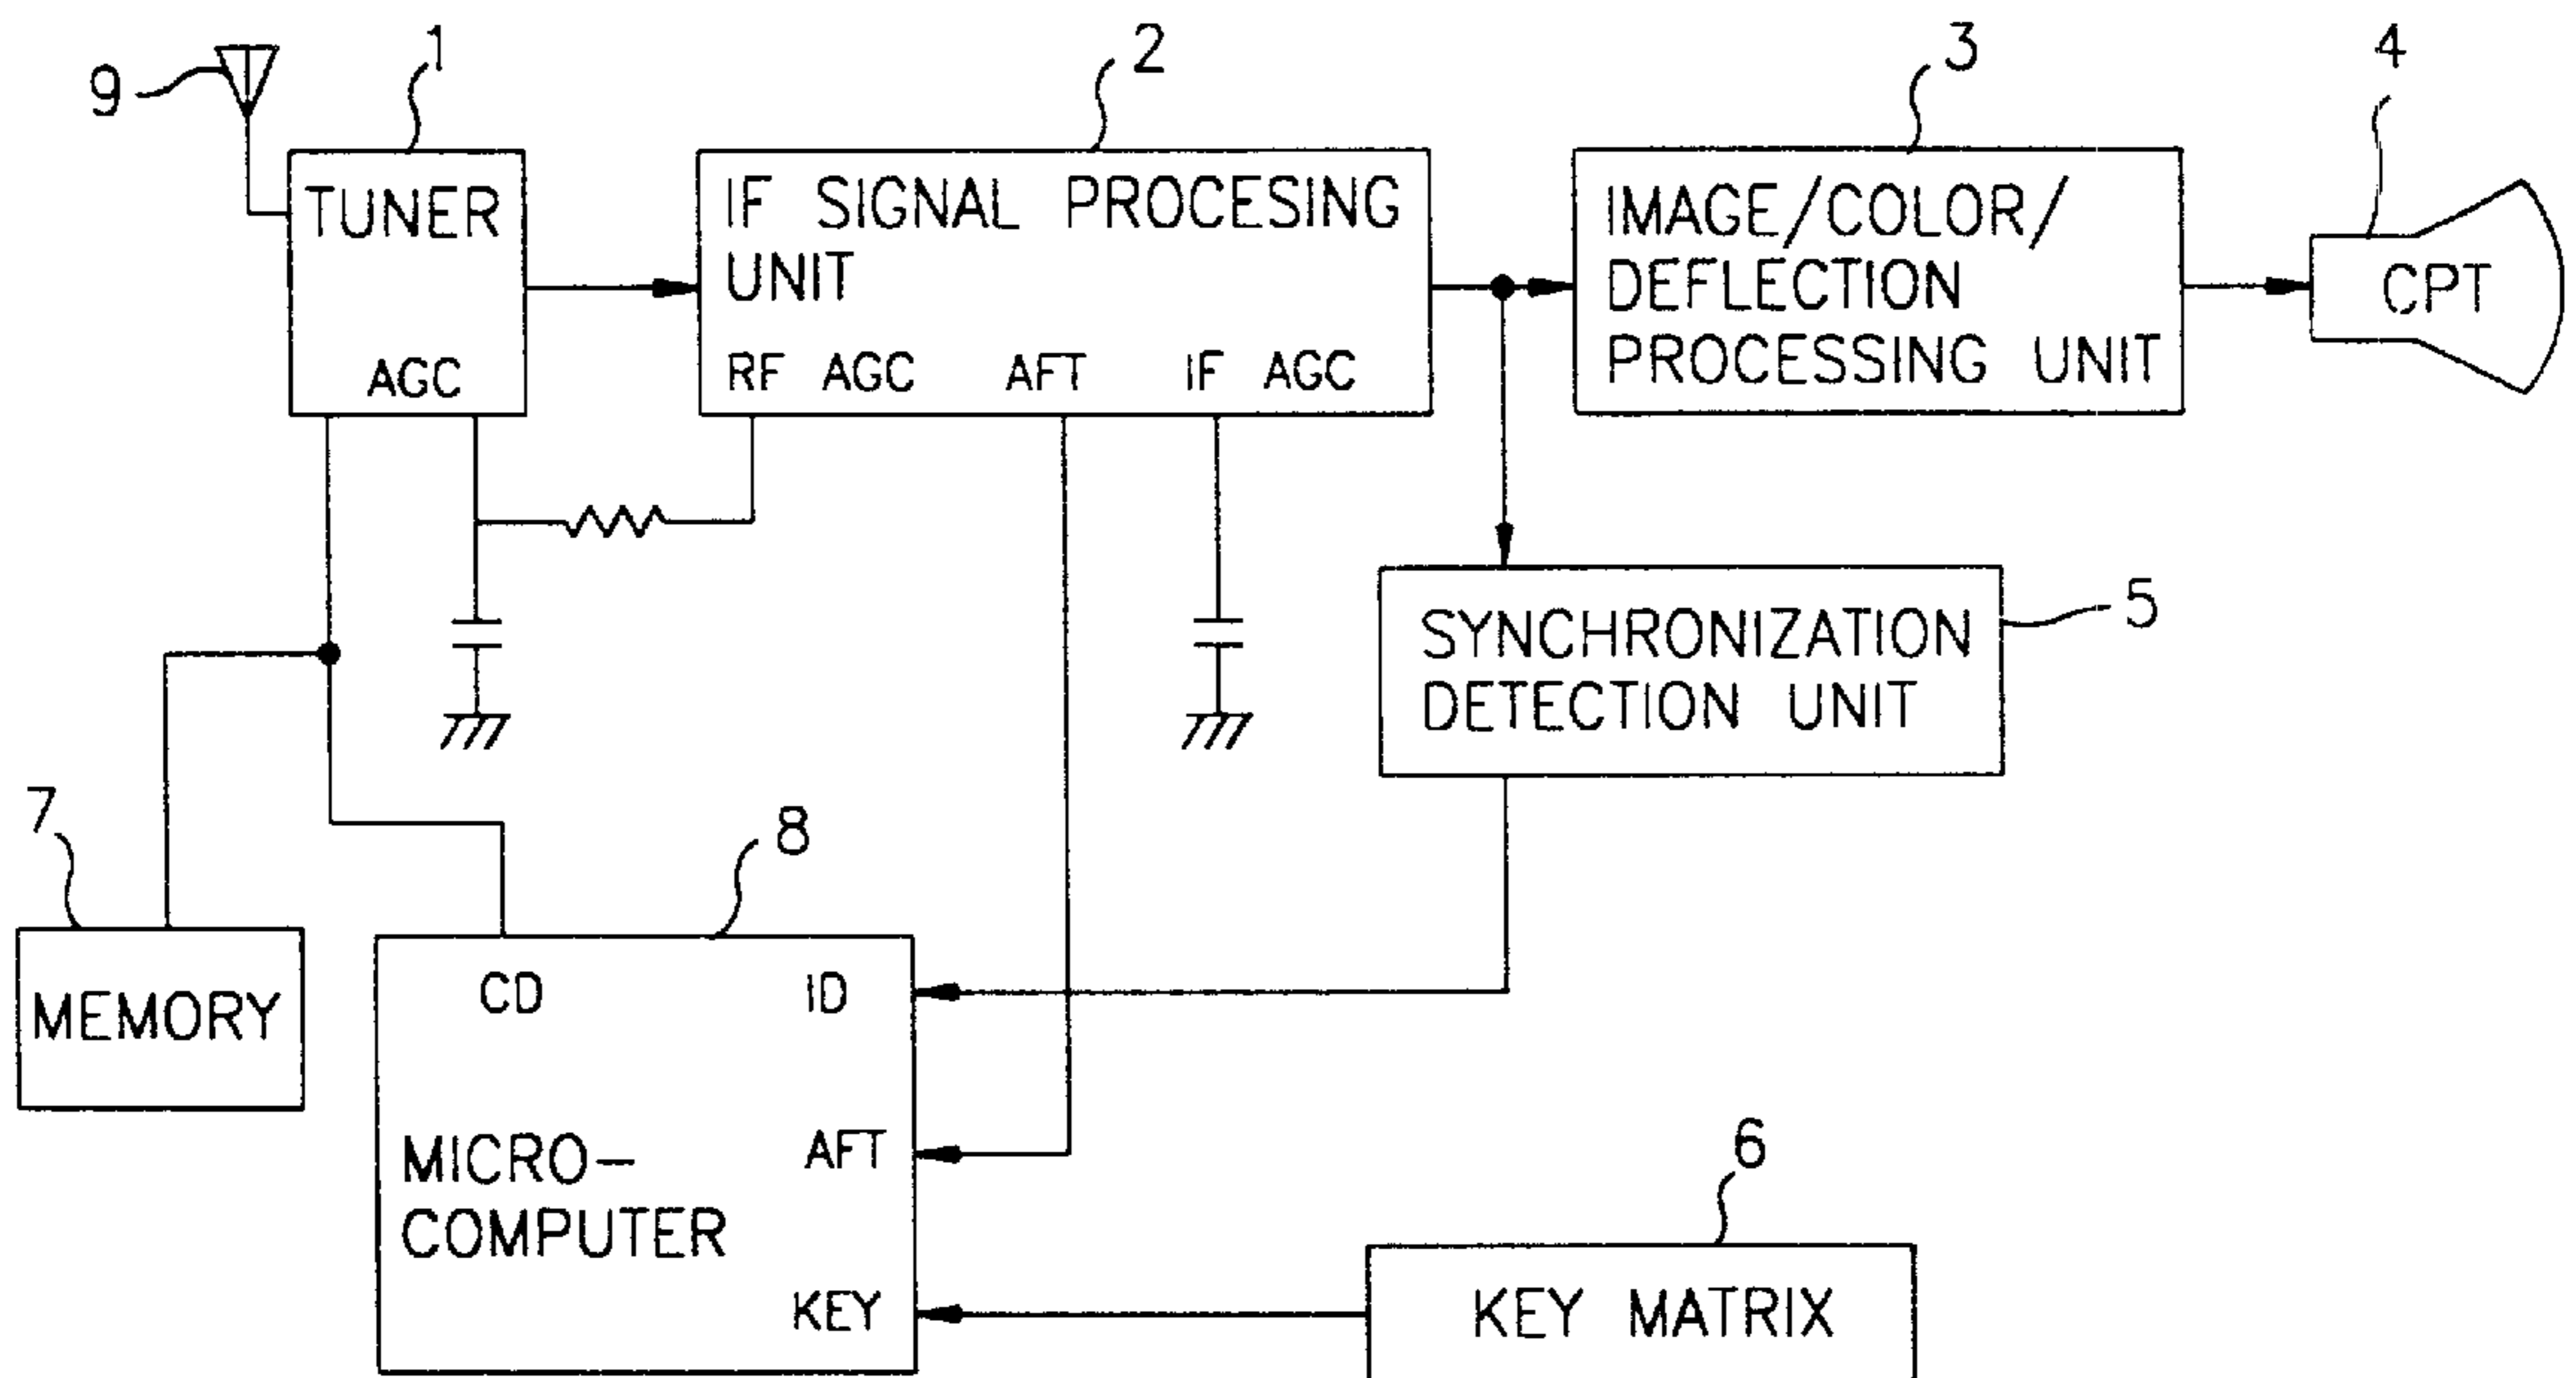 1
2
3
4
9
TUNER
AGC
IF SIGNAL PROCESING
UNIT
RF AGC AFT IF AGC
IMAGE/COLOR/
DEFLECTION
PROCESSING UNIT
CPT
5
SYNCHRONIZATION
DETECTION UNIT
7
MEMORY
8
CD ID
MICRO-
COMPUTER
AFT
KEY
6
KEY MATRIX